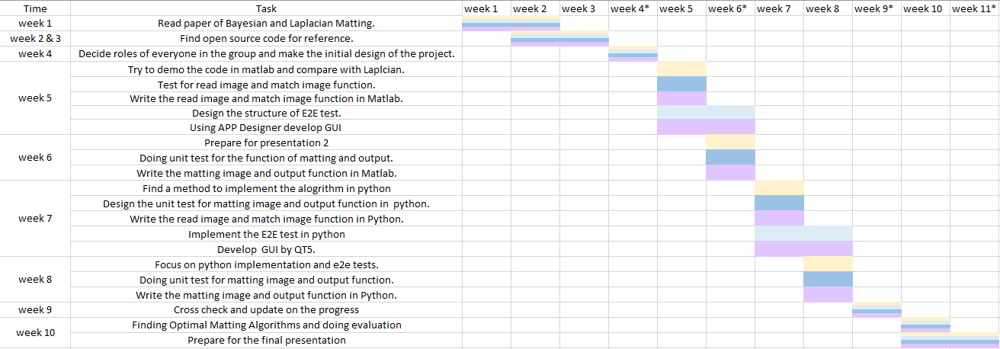 Time Task week 1 week 2 week 3 week 4* week 5 week 6* week 7 week 8 week 9* week 10 week 11*
week 1 Read paper of Bayesian and Laplacian Matting.
week 2 & 3 Find open source code for reference.
week 4 Decide roles of everyone in the group and make the initial design of the project.
Try to demo the code in matlab and compare with Laplcian.
Test for read image and match image function.
week 5 Write the read image and match image function in Matlab.
Design the structure of E2E test.
Using APP Designer develop GUI
Prepare for presentation 2
week 6 Doing unit test for the function of matting and output.
Write the matting image and output function in Matlab.
Find a method to implement the alogrithm in python
Design the unit test for matting image and output function in python.
week 7 Write the read image and match image function in Python.
Implement the E2E test in python
Develop GUI by QT5.
Focus on python implementation and e2e tests.
week 8 Doing unit test for matting image and output function.
Write the matting image and output function in Python.
week 9 Cross check and update on the progress
week 10 Finding Optimal Matting Algorithms and doing evaluation
Prepare for the final presentation